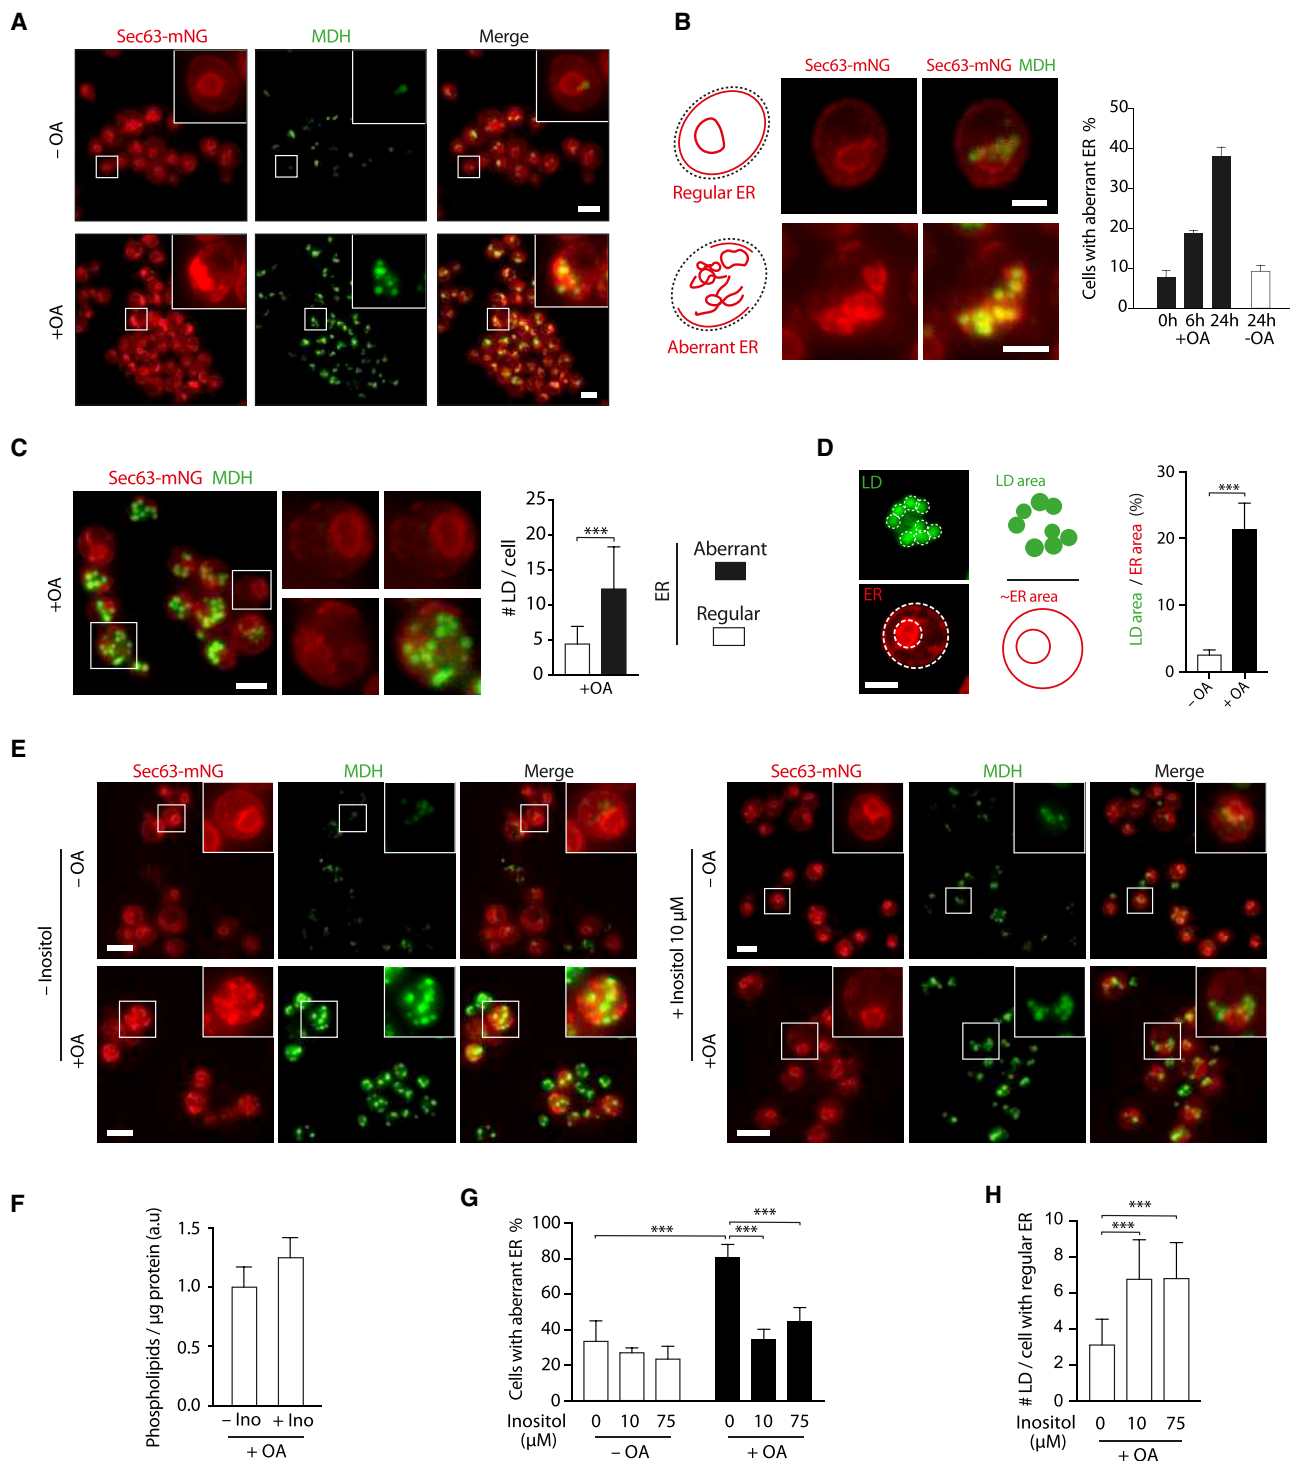 A
Sec63-mNG MDH Merge
– OA
+OA
B
Sec63-mNG Sec63-mNG MDH
Regular ER
Aberrant ER
Cells with aberrant ER %
50
40
30
20
10
0
0h 6h 24h 24h
+OA -OA
C
Sec63-mNG MDH
+OA
# LD / cell
25
20
15
10
5
0
***
+OA
ER
Aberrant
Regular
D
LD
ER
LD area
~ER area
LD area / ER area (%)
30
20
10
0
***
– OA
+ OA
E
Sec63-mNG MDH Merge
– Inositol
– OA
+OA
Sec63-mNG MDH Merge
+ Inositol 10 µM
– OA
+OA
F
Phospholipids / µg protein (a.u)
1.5
1.0
0.5
0.0
– Ino + Ino
+ OA
G
Cells with aberrant ER %
100
80
60
40
20
0
***
***
***
Inositol 0 10 75 0 10 75
(µM)
– OA + OA
H
# LD / cell with regular ER
10
8
6
4
2
0
***
***
Inositol 0 10 75
(µM)
+ OA